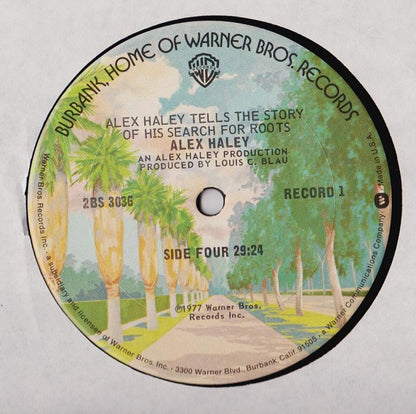 BURBANK, HOME OF WARNER BROS. RECORDS
ALEX HALEY TELLS THE STORY
OF HIS SEARCH FOR ROOTS
ALEX HALEY
AN ALEX HALEY PRODUCTION
PRODUCED BY LOUIS C. BLAU
2BS 3036
RECORD 1
SIDE FOUR 29:24
©1977 Warner Bros.
Records Inc.
Warner Bros. Records Inc. - a subsidiary and licensee of Warner Bros. Inc. - 3300 Warner Blvd., Burbank, Calif. 91505 - a Warner Communications Company. Made in U.S.A.